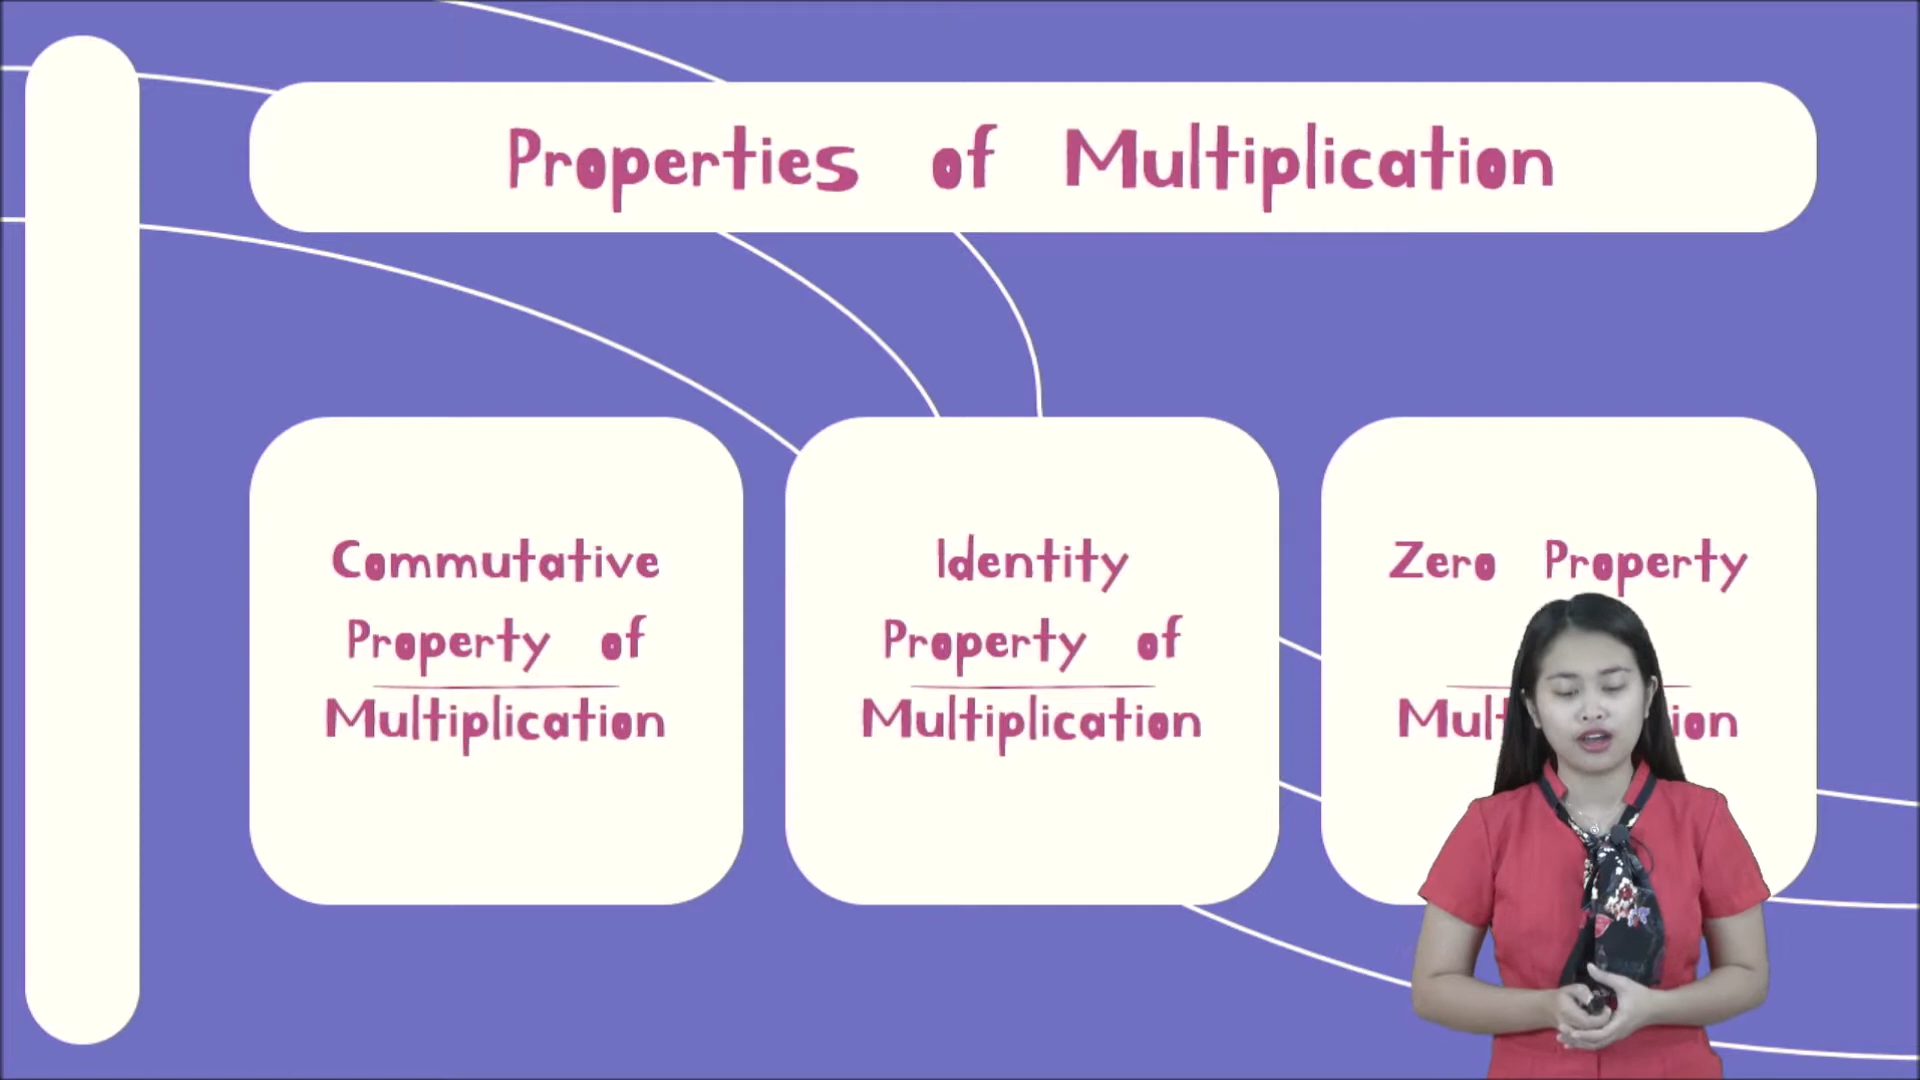 Properties of Multiplication
Commutative
Property of
Multiplication
Identity
Property of
Multiplication
Zero Property